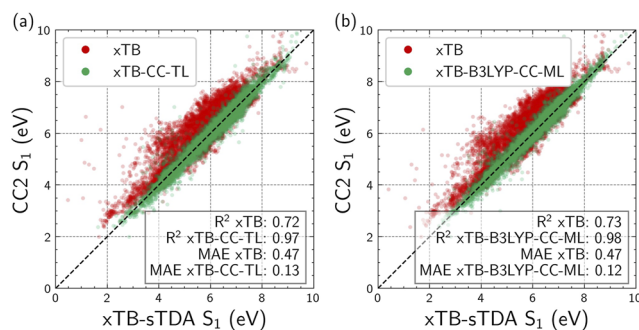 (a)
xTB
xTB-CC-TL
CC2 S₁ (eV)
10
8
6
4
2
0
R² xTB: 0.72
R² xTB-CC-TL: 0.97
MAE xTB: 0.47
MAE xTB-CC-TL: 0.13
0 2 4 6 8 10
xTB-sTDA S₁ (eV)
(b)
xTB
xTB-B3LYP-CC-ML
CC2 S₁ (eV)
10
8
6
4
2
0
R² xTB: 0.73
R² xTB-B3LYP-CC-ML: 0.98
MAE xTB: 0.47
MAE xTB-B3LYP-CC-ML: 0.12
0 2 4 6 8 10
xTB-sTDA S₁ (eV)